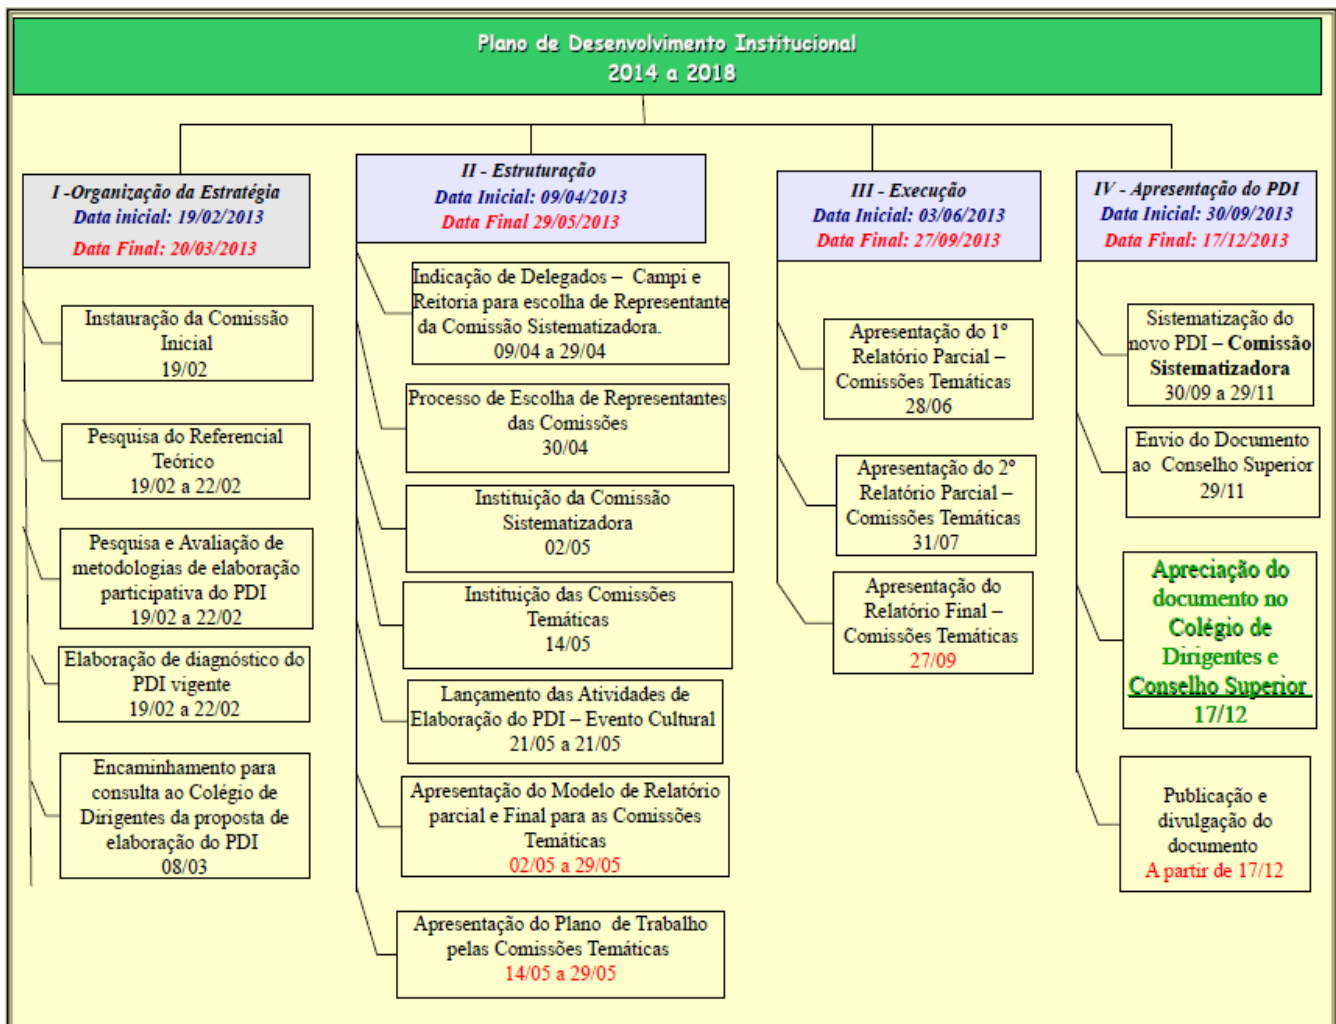 Plano de Desenvolvimento Institucional
2014 a 2018
I -Organização da Estratégia
Data inicial: 19/02/2013
Data Final: 20/03/2013
Instauração da Comissão
Inicial
19/02
Pesquisa do Referencial
Teórico
19/02 a 22/02
Pesquisa e Avaliação de
metodologias de elaboração
participativa do PDI
19/02 a 22/02
Elaboração de diagnóstico do
PDI vigente
19/02 a 22/02
Encaminhamento para
consulta ao Colégio de
Dirigentes da proposta de
elaboração do PDI
08/03
II - Estruturação
Data Inicial: 09/04/2013
Data Final 29/05/2013
Indicação de Delegados – Campi e
Reitoria para escolha de Representante
da Comissão Sistematizadora.
09/04 a 29/04
Processo de Escolha de Representantes
das Comissões
30/04
Instituição da Comissão
Sistematizadora
02/05
Instituição das Comissões
Temáticas
14/05
Lançamento das Atividades de
Elaboração do PDI – Evento Cultural
21/05 a 21/05
Apresentação do Modelo de Relatório
parcial e Final para as Comissões
Temáticas
02/05 a 29/05
Apresentação do Plano de Trabalho
pelas Comissões Temáticas
14/05 a 29/05
III - Execução
Data Inicial: 03/06/2013
Data Final: 27/09/2013
Apresentação do 1º
Relatório Parcial –
Comissões Temáticas
28/06
Apresentação do 2º
Relatório Parcial –
Comissões Temáticas
31/07
Apresentação do
Relatório Final –
Comissões Temáticas
27/09
IV - Apresentação do PDI
Data Inicial: 30/09/2013
Data Final: 17/12/2013
Sistematização do
novo PDI – Comissão
Sistematizadora
30/09 a 29/11
Envio do Documento
ao Conselho Superior
29/11
Apreciação do
documento no
Colégio de
Dirigentes e
Conselho Superior
17/12
Publicação e
divulgação do
documento
A partir de 17/12